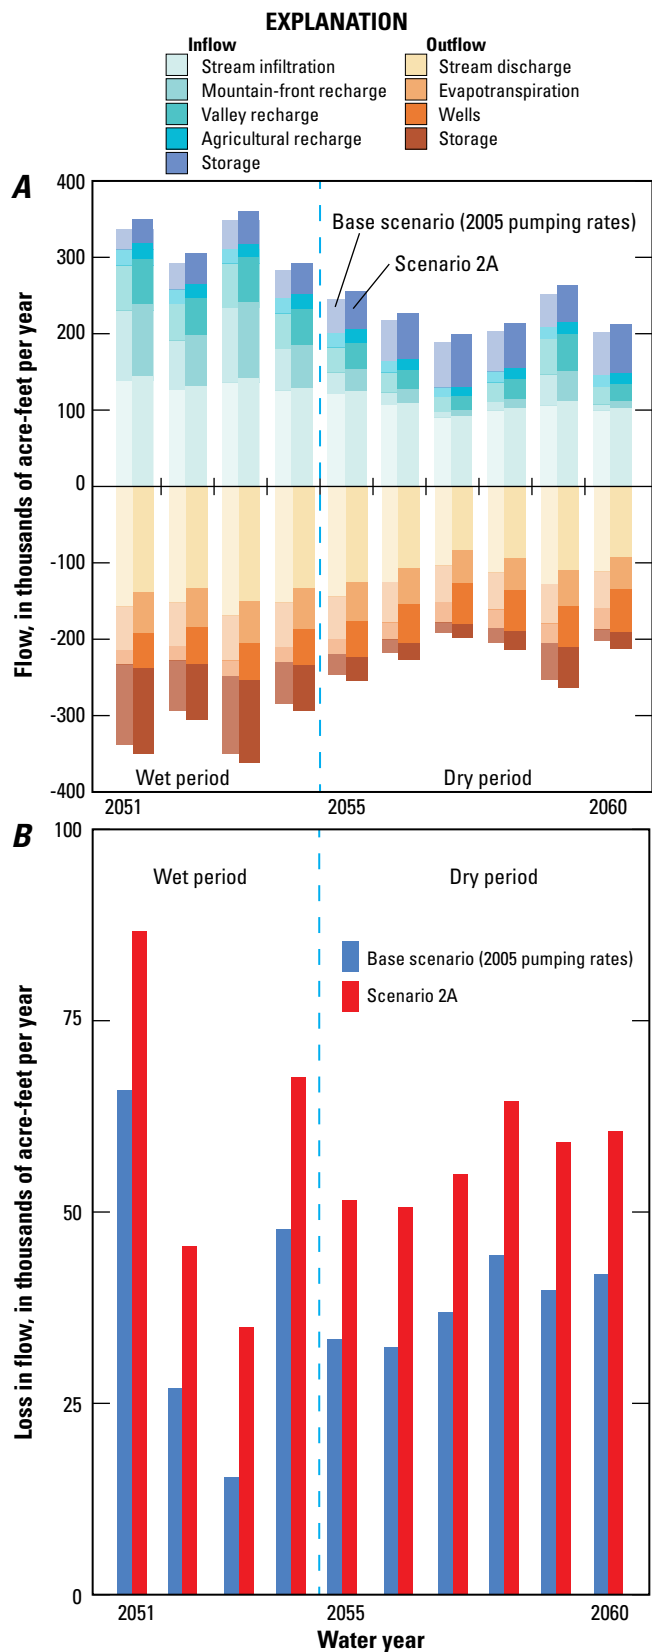 EXPLANATION
Inflow
Stream infiltration
Mountain-front recharge
Valley recharge
Agricultural recharge
Storage
Outflow
Stream discharge
Evapotranspiration
Wells
Storage
A
Flow, in thousands of acre-feet per year
400
300
200
100
0
-100
-200
-300
-400
Base scenario (2005 pumping rates)
Scenario 2A
Wet period
Dry period
2051
2055
2060
B
Loss in flow, in thousands of acre-feet per year
100
75
50
25
0
Wet period
Dry period
Base scenario (2005 pumping rates)
Scenario 2A
2051
2055
2060
Water year